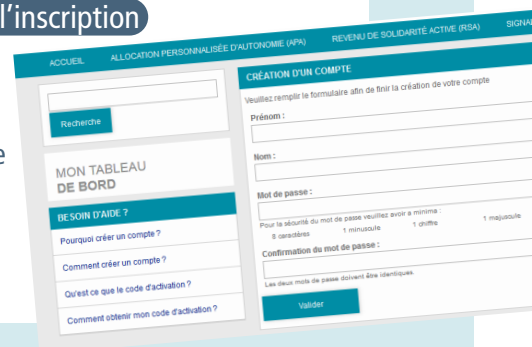 l'inscription
ACCUEIL
ALLOCATION PERSONNALISÉE D'AUTONOMIE (APA)
REVENU DE SOLIDARITÉ ACTIVE (RSA)
Recherche
MON TABLEAU
DE BORD
BESOIN D'AIDE ?
Pourquoi créer un compte ?
Comment créer un compte ?
Qu'est ce que le code d'activation ?
Comment obtenir mon code d'activation ?
CRÉATION D'UN COMPTE
Veuillez remplir le formulaire afin de finir la création de votre compte
Prénom :
Nom :
Mot de passe :
Pour la sécurité du mot de passe veuillez avoir a minima :
8 caractères 1 minuscule 1 chiffre 1 majuscule
Confirmation du mot de passe :
Les deux mots de passe doivent être identiques.
Valider